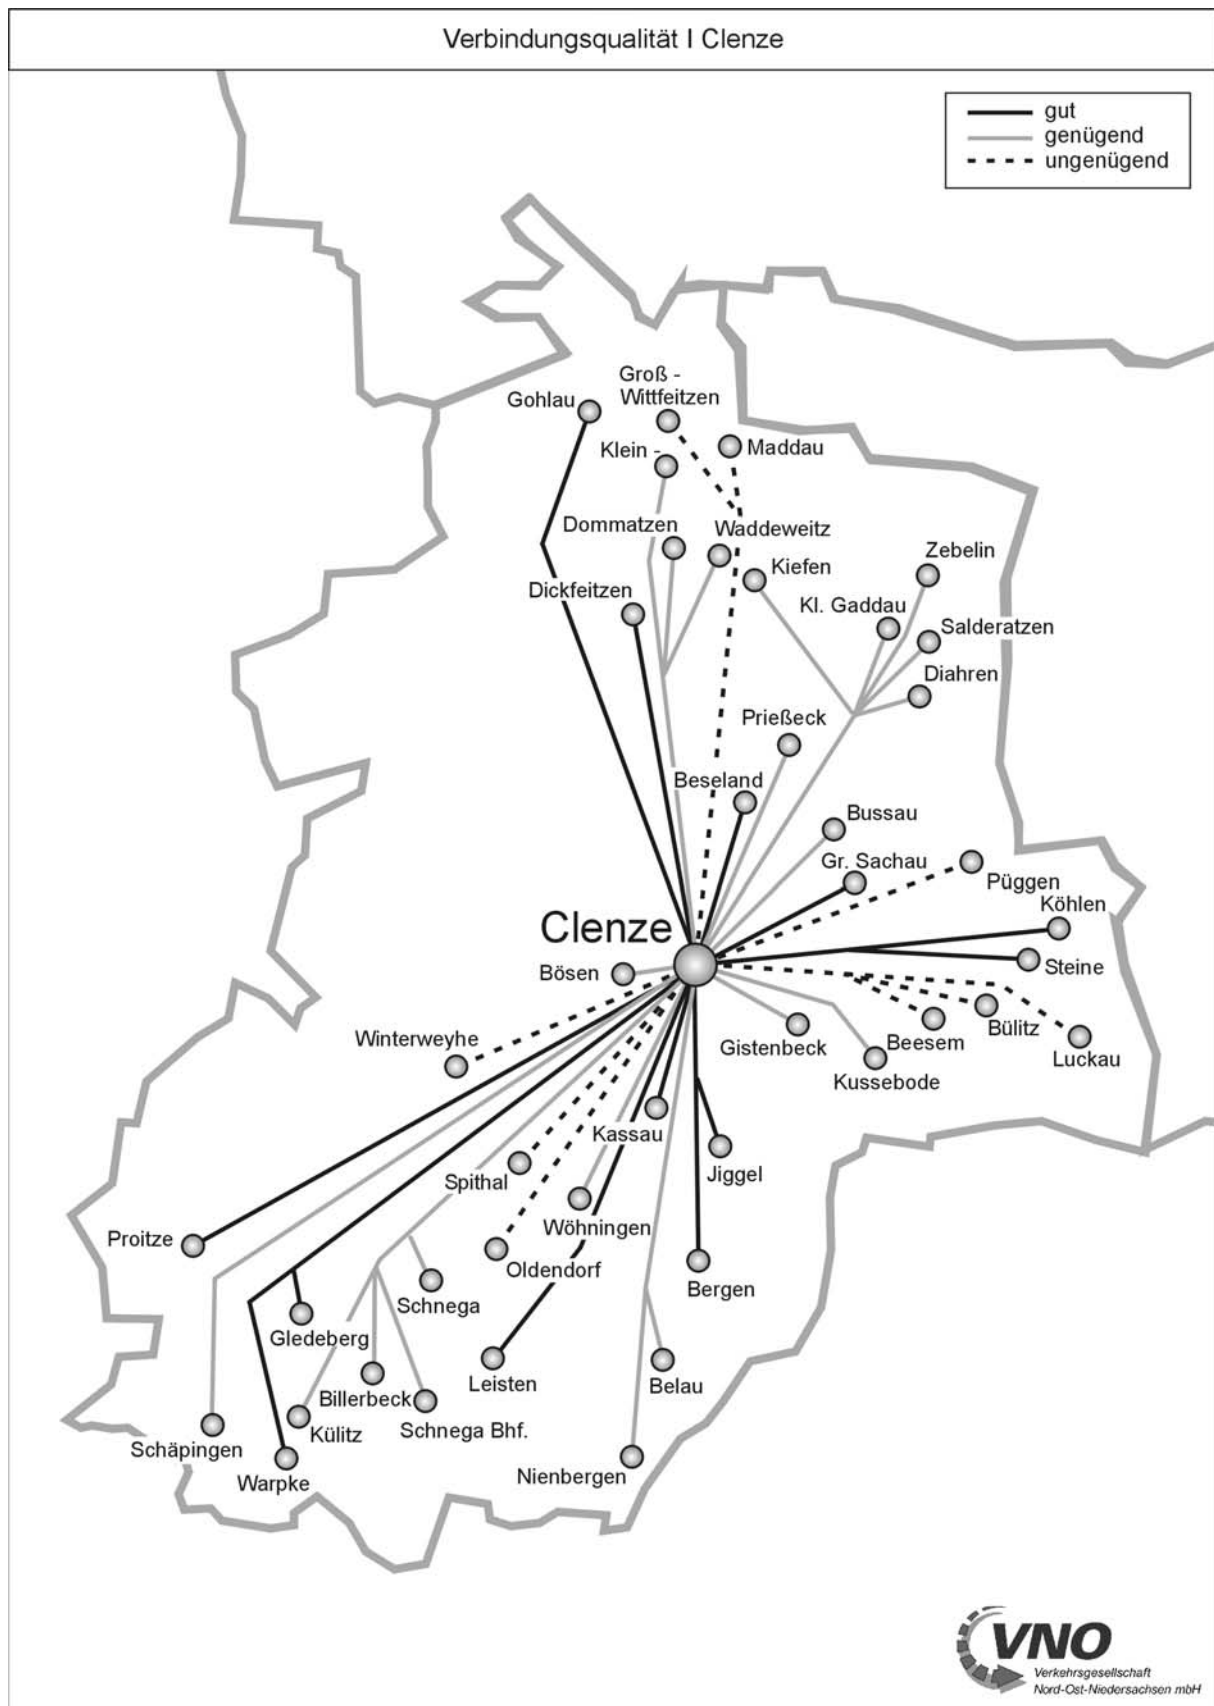 Verbindungsqualität I Clenze
gut
genügend
ungenügend
Groß -
Wittfeitzen
Gohlau
Klein -
Maddau
Dommatzen
Waddeweitz
Zebelin
Kiefen
Dickfeitzen
Kl. Gaddau
Salderatzen
Diahren
Prießeck
Beseland
Bussau
Gr. Sachau
Püggen
Köhlen
Clenze
Bösen
Steine
Winterweyhe
Gistenbeck
Beesem
Bülitz
Luckau
Kussebode
Kassau
Jiggel
Spithal
Wöhningen
Proitze
Oldendorf
Bergen
Schnega
Gledeberg
Leisten
Belau
Billerbeck
Schnega Bhf.
Külitz
Schäpingen
Warpke
Nienbergen
VNO
Verkehrsgesellschaft
Nord-Ost-Niedersachsen mbH